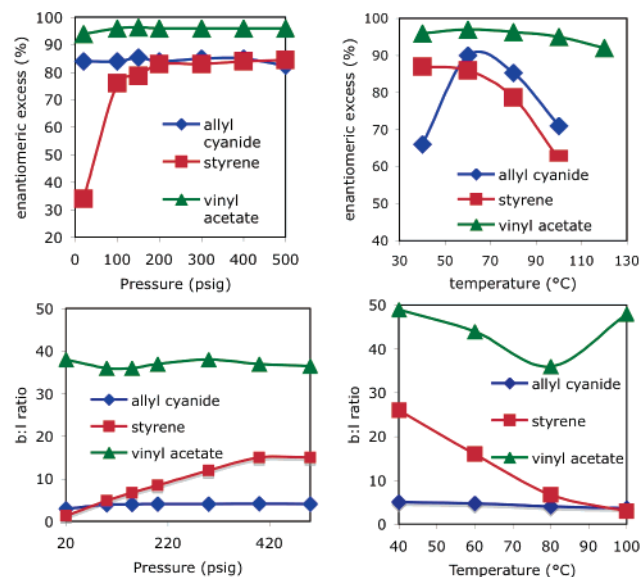 enantiomeric excess (%)
100
90
80
70
60
50
40
30
20
0
100
200
300
400
500
Pressure (psig)
allyl
cyanide
styrene
vinyl
acetate
enantiomeric excess (%)
100
90
80
70
60
50
40
30
50
70
90
110
130
temperature (°C)
allyl cyanide
styrene
vinyl acetate
b:l ratio
50
40
30
20
10
0
20
220
420
Pressure (psig)
allyl cyanide
styrene
vinyl acetate
b:l ratio
50
40
30
20
10
0
40
60
80
100
Temperature (°C)
allyl cyanide
styrene
vinyl acetate